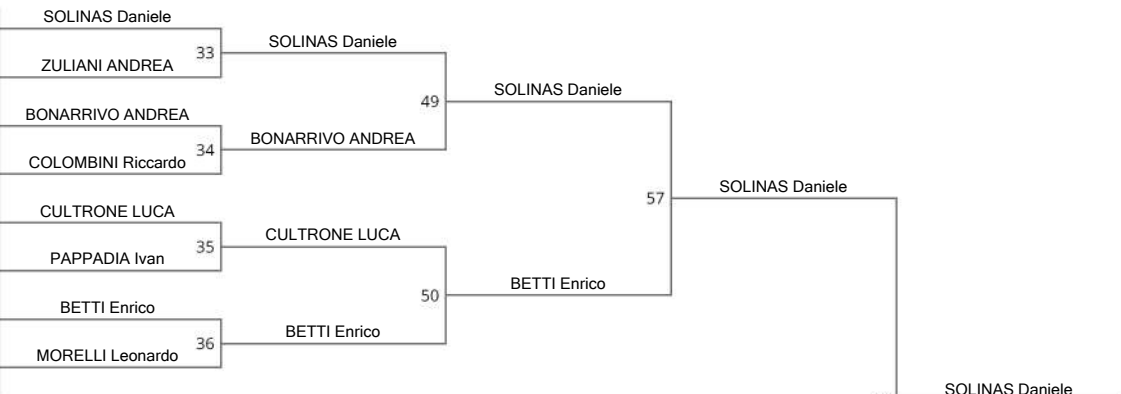 SOLINAS Daniele
33
ZULIANI ANDREA
SOLINAS Daniele
49
BONARRIVO ANDREA
34
COLOMBINI Riccardo
BONARRIVO ANDREA
SOLINAS Daniele
57
CULTRONE LUCA
35
PAPPADIA Ivan
CULTRONE LUCA
50
BETTI Enrico
36
MORELLI Leonardo
BETTI Enrico
BETTI Enrico
SOLINAS Daniele
SOLINAS Daniele